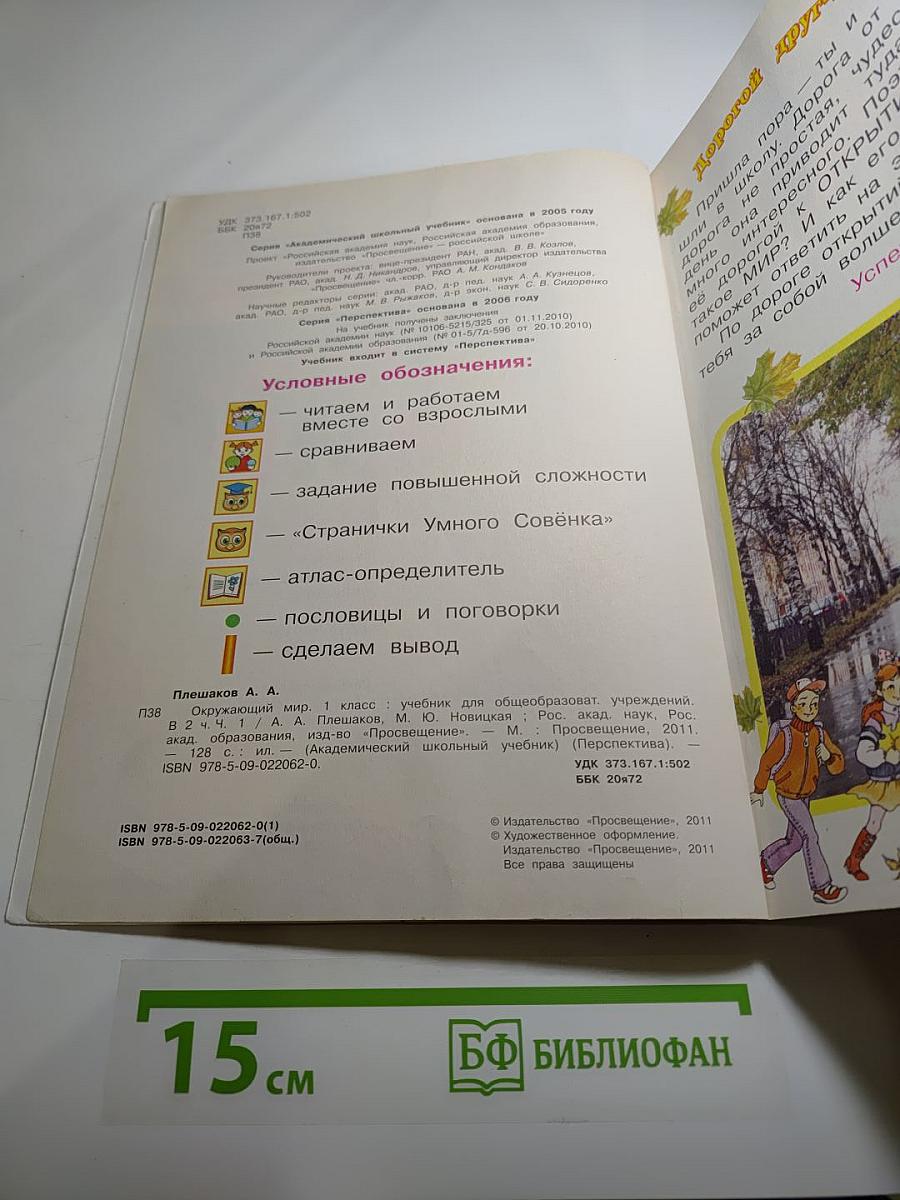 УДК 373.167.1:502
ББК 20я72
П38
Серия «Академический школьный учебник» основана в 2005 году
Проект «Российская академия наук, Российская академия образования,
издательство «Просвещение» — российской школе»
Руководители проекта: вице-президент РАН, акад. В. В. Козлов,
президент РАО, акад. Н. Д. Никандров, управляющий директор издательства
«Просвещение» чл.-корр. РАО А. М. Кондаков
Научные редакторы серии: акад. РАО, д-р пед. наук А. А. Кузнецов,
акад. РАО, д-р пед. наук М. В. Рыжаков, д-р экон. наук С. В. Сидоренко
Серия «Перспектива» основана в 2006 году
На учебник получены заключения
Российской академии наук (№ 10106-5215/325 от 01.11.2010)
и Российской академии образования (№ 01-5/7д-596 от 20.10.2010)
Учебник входит в систему «Перспектива»
Условные обозначения:
— читаем и работаем
вместе со взрослыми
— сравниваем
— задание повышенной сложности
— «Странички Умного Совёнка»
— атлас-определитель
— пословицы и поговорки
— сделаем вывод
Плешаков А. А.
П38 Окружающий мир. 1 класс : учебник для общеобразоват. учреждений.
В 2 ч. Ч. 1 / А. А. Плешаков, М. Ю. Новицкая ; Рос. акад. наук, Рос.
акад. образования, изд-во «Просвещение». — М. : Просвещение, 2011.
— 128 с. : ил. — (Академический школьный учебник) (Перспектива). —
ISBN 978-5-09-022062-0.
УДК 373.167.1:502
ББК 20я72
ISBN 978-5-09-022062-0(1)
ISBN 978-5-09-022063-7(общ.)
© Издательство «Просвещение», 2011
© Художественное оформление.
Издательство «Просвещение», 2011
Все права защищены
Дорогой
Пришла пора — ты и
шли в школу. Дорога от
дорога не простая,
день она приводит туда
много интересного.
её дорогой к
такое МИР? И как его
поможет ответить на
По дороге открытий
тебя за собой
15 см
БФ БИБЛИОФАН